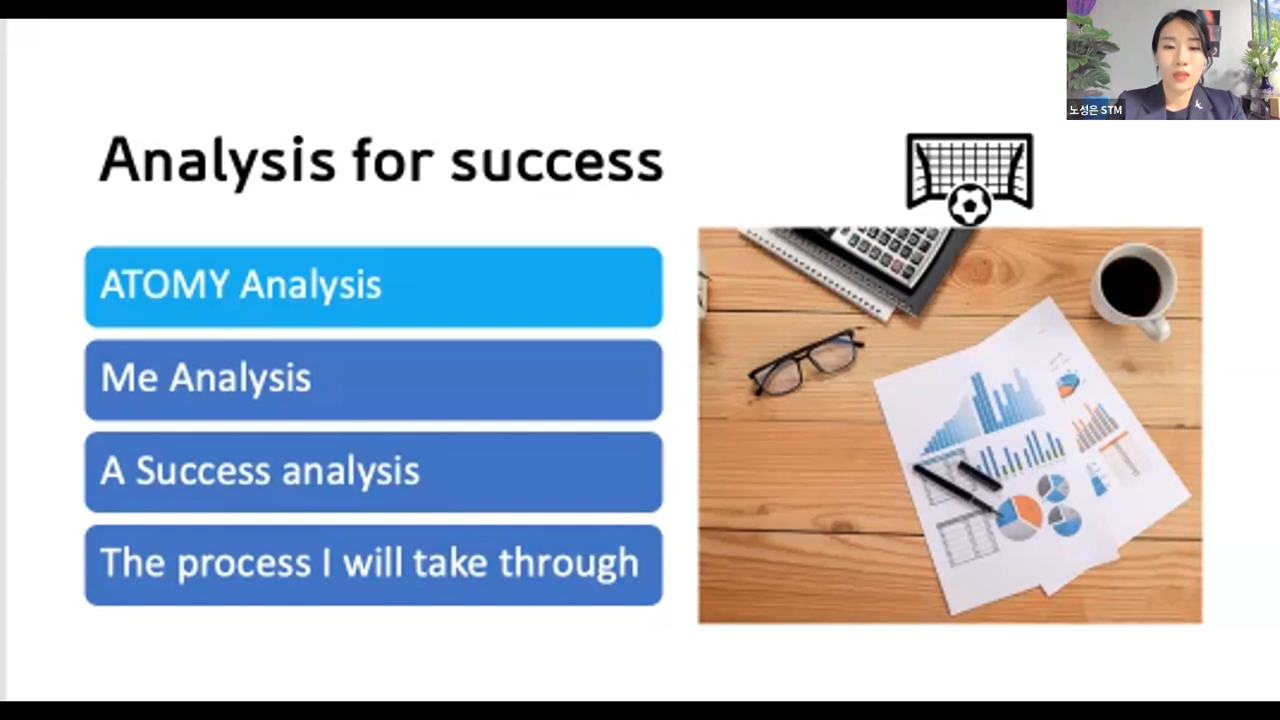 노성은 STM
Analysis for success
ATOMY Analysis
Me Analysis
A Success analysis
The process I will take through